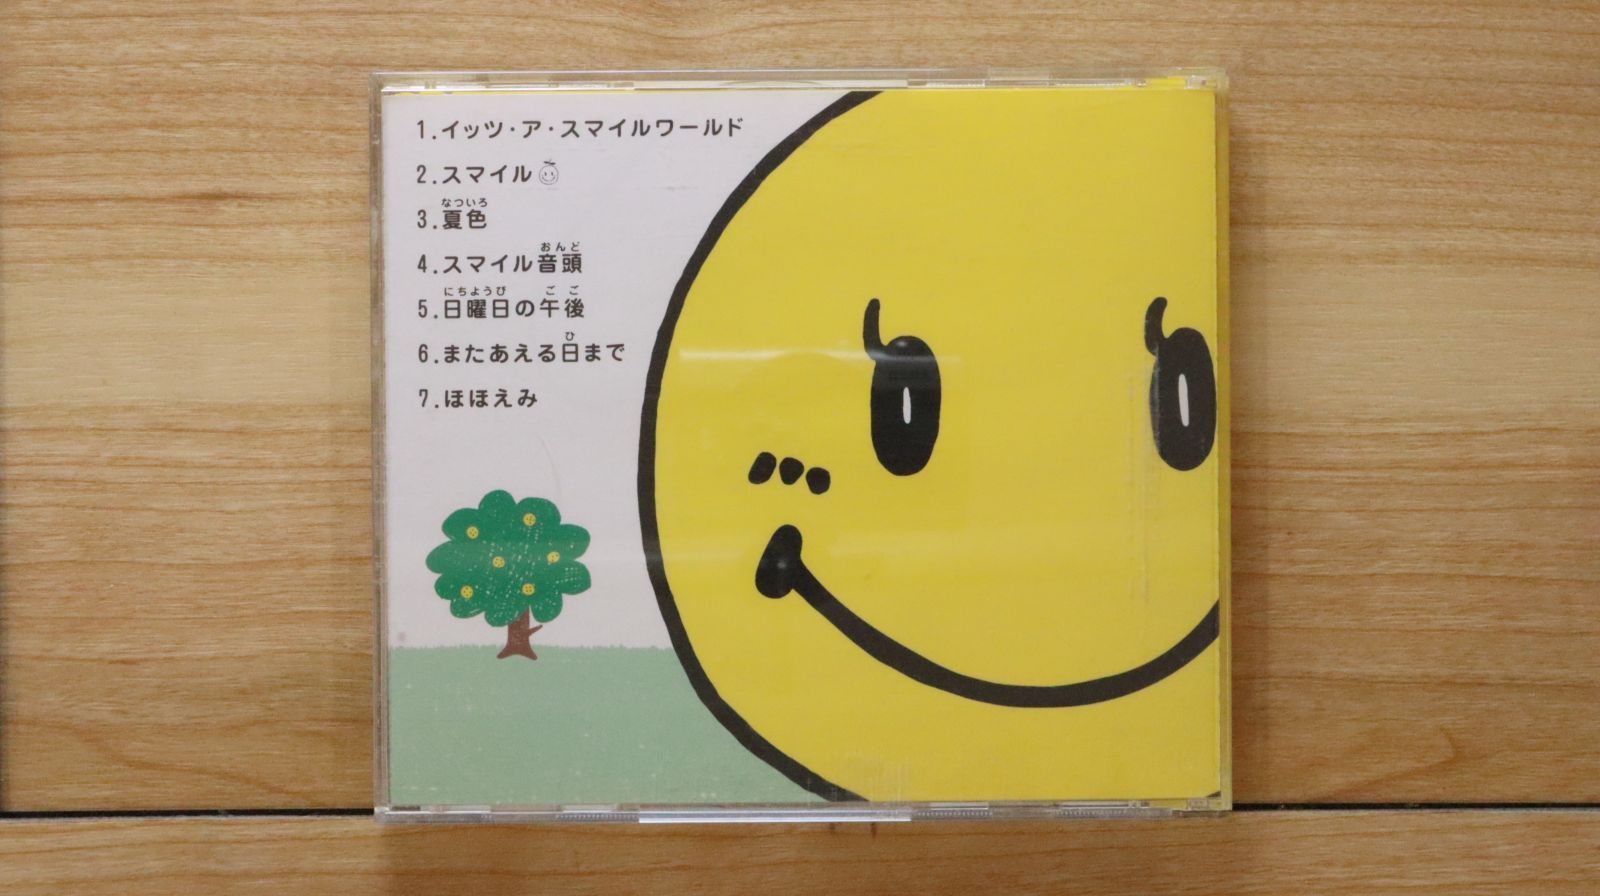 1.イッツ・ア・スマイルワールド
2.スマイル
なついろ
3.夏色
おんど
4.スマイル音頭
にちようび ごご
5.日曜日の午後
ひ
6.またあえる日まで
7.ほほえみ